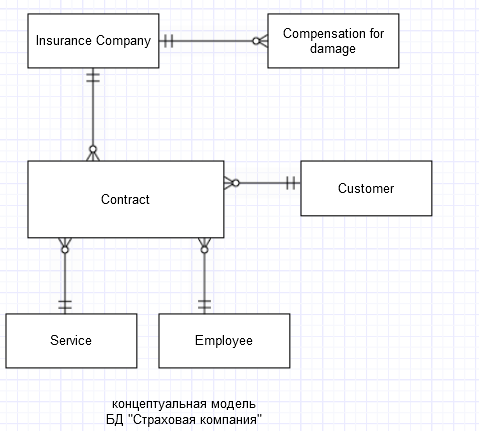 Insurance Company
Compensation for
damage
Contract
Customer
Service
Employee
концептуальная модель
БД "Страховая компания"